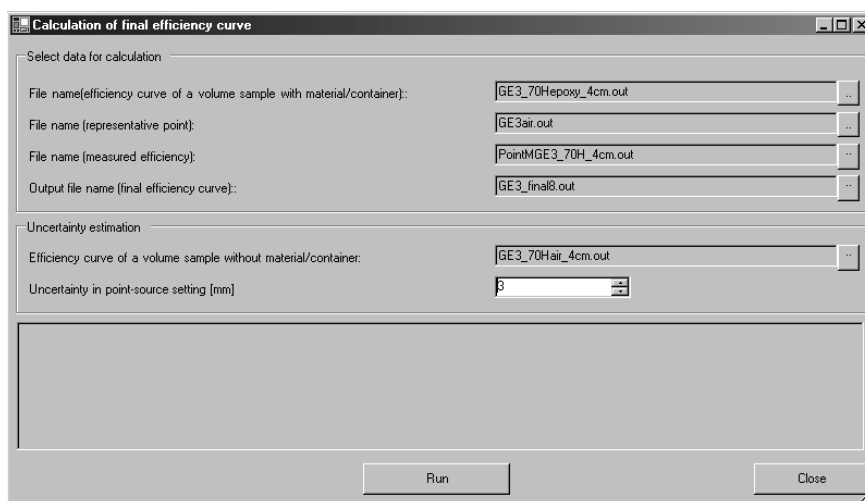 Calculation of final efficiency curve
Select data for calculation
File name(efficiency curve of a volume sample with material/container):: GE3_70Hepoxy_4cm.out ..
File name (representative point): GE3air.out ..
File name (measured efficiency): PointMGE3_70H_4cm.out ..
Output file name (final efficiency curve):: GE3_final8.out ..
Uncertainty estimation
Efficiency curve of a volume sample without material/container: GE3_70Hair_4cm.out ..
Uncertainty in point-source setting [mm] 3
Run Close